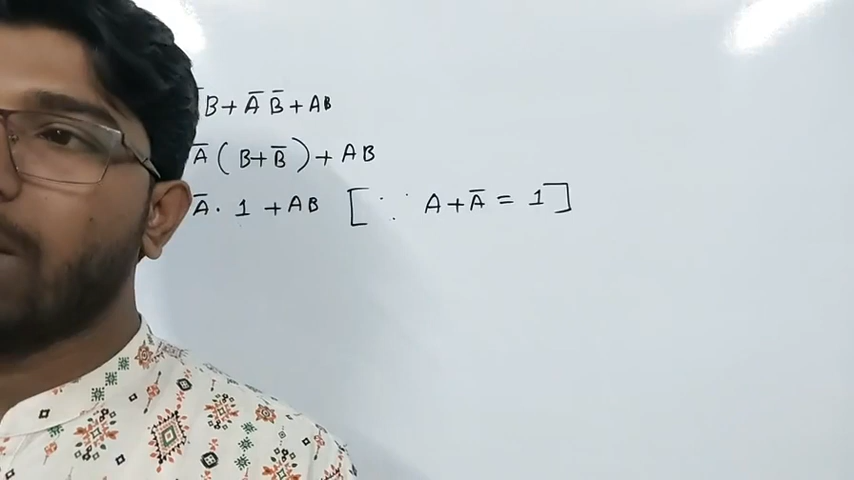 B + A̅ B̅ + AB
A̅ ( B + B̅ ) + AB
A̅ . 1 + AB [ ∵ A + A̅ = 1 ]